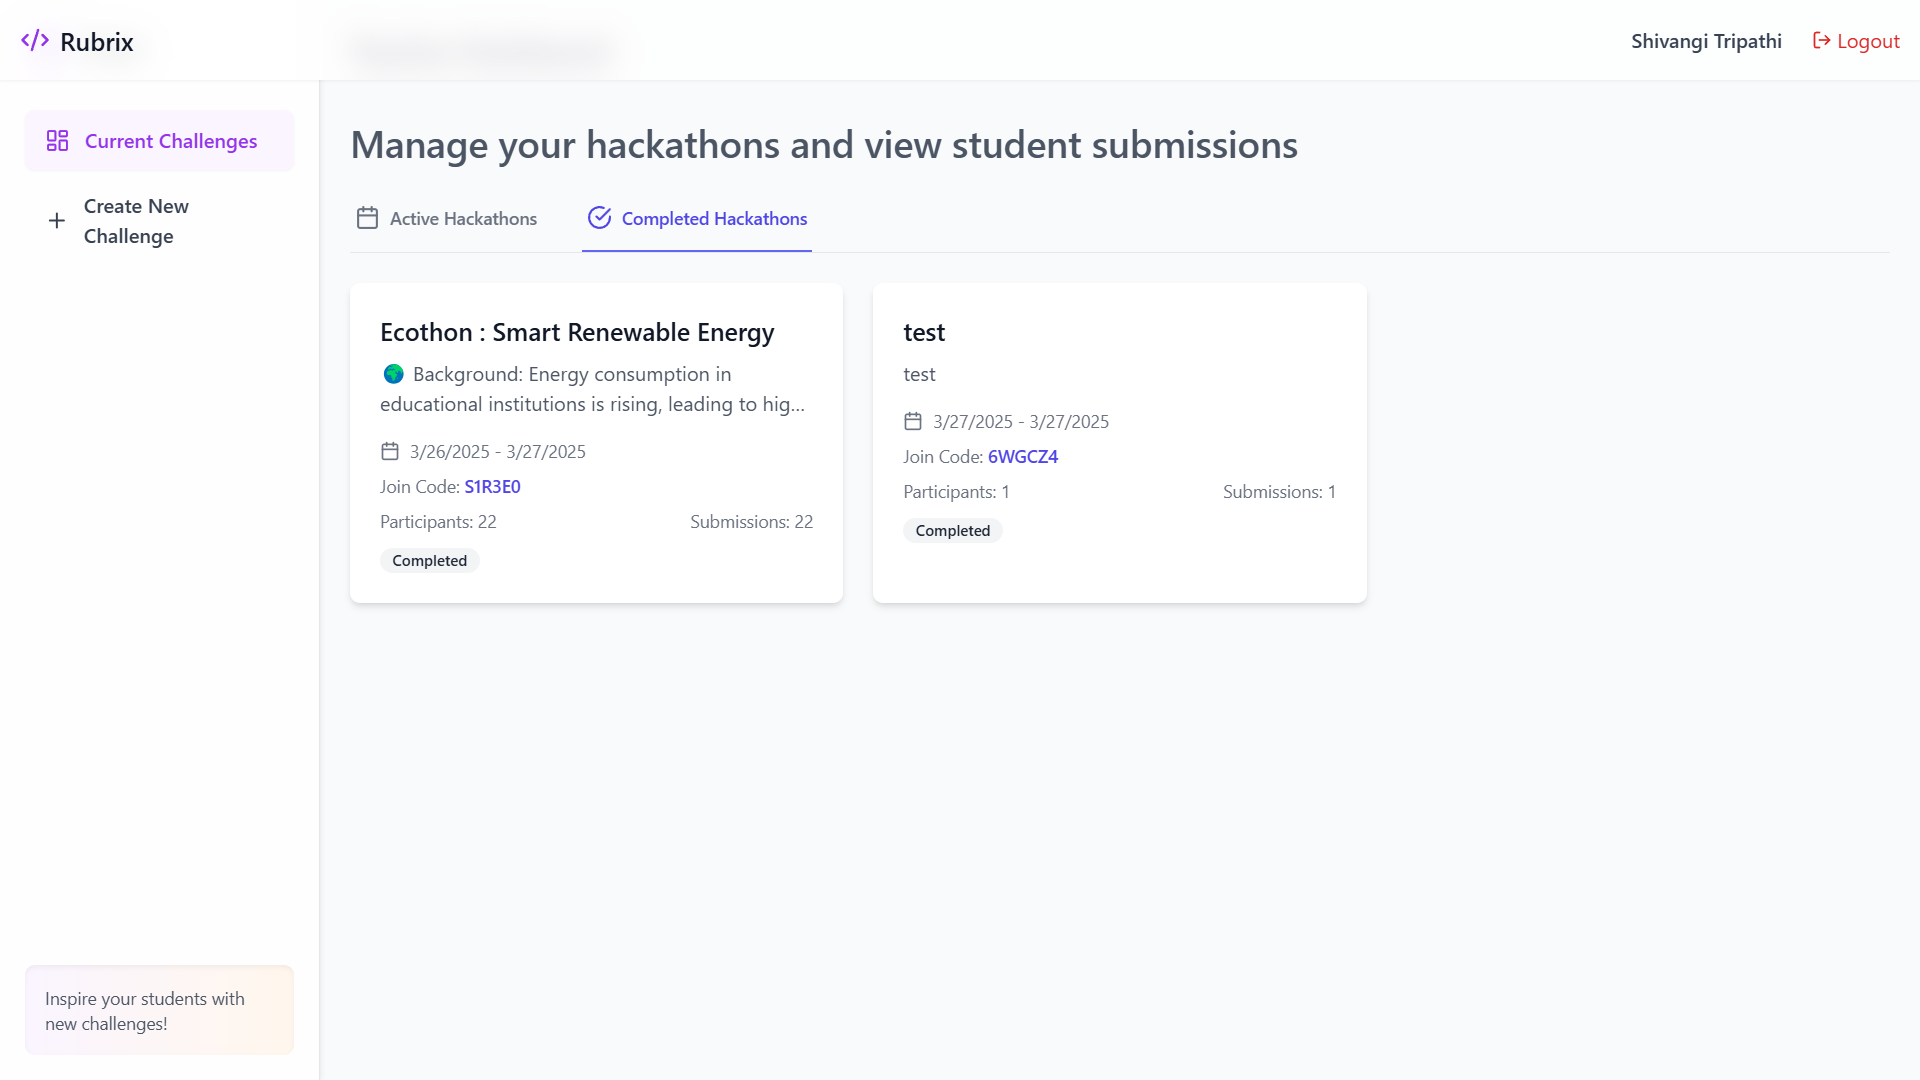 Rubrix
Shivangi Tripathi
Logout
Current Challenges
Create New
Challenge
Inspire your students with
new challenges!
Manage your hackathons and view student submissions
Active Hackathons
Completed Hackathons
Ecothon : Smart Renewable Energy
🌍 Background: Energy consumption in
educational institutions is rising, leading to hig...
3/26/2025 - 3/27/2025
Join Code: S1R3E0
Participants: 22
Submissions: 22
Completed
test
test
3/27/2025 - 3/27/2025
Join Code: 6WGCZ4
Participants: 1
Submissions: 1
Completed